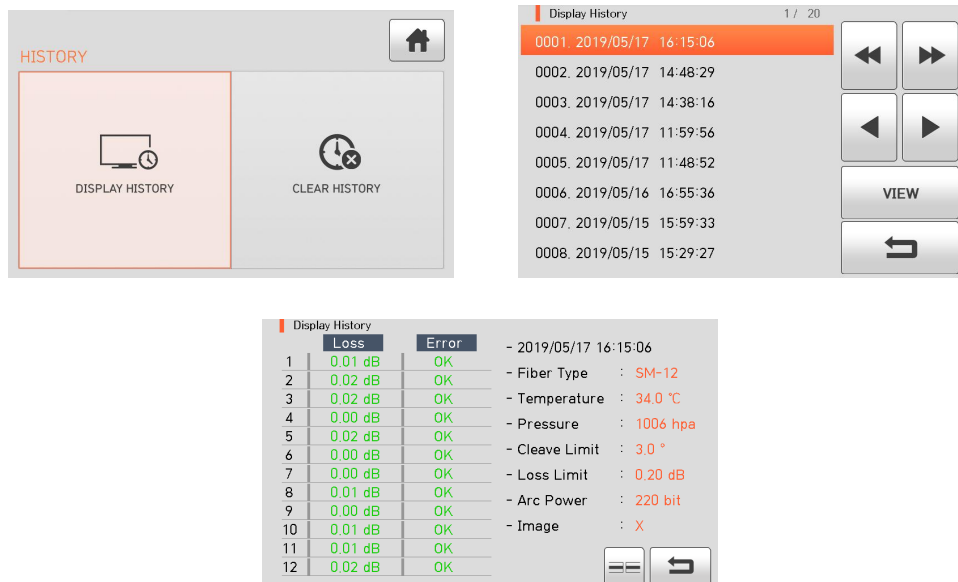 HISTORY
DISPLAY HISTORY
CLEAR HISTORY
Display History 1 / 20
0001. 2019/05/17 16:15:06
0002. 2019/05/17 14:48:29
0003. 2019/05/17 14:38:16
0004. 2019/05/17 11:59:56
0005. 2019/05/17 11:48:52
0006. 2019/05/16 16:55:36
0007. 2019/05/15 15:59:33
0008. 2019/05/15 15:29:27
VIEW
Display History
Loss Error
1 0.01 dB OK
2 0.02 dB OK
3 0.02 dB OK
4 0.00 dB OK
5 0.02 dB OK
6 0.00 dB OK
7 0.00 dB OK
8 0.01 dB OK
9 0.00 dB OK
10 0.01 dB OK
11 0.01 dB OK
12 0.02 dB OK
- 2019/05/17 16:15:06
- Fiber Type : SM-12
- Temperature : 34.0 ℃
- Pressure : 1006 hpa
- Cleave Limit : 3.0 °
- Loss Limit : 0.20 dB
- Arc Power : 220 bit
- Image : X